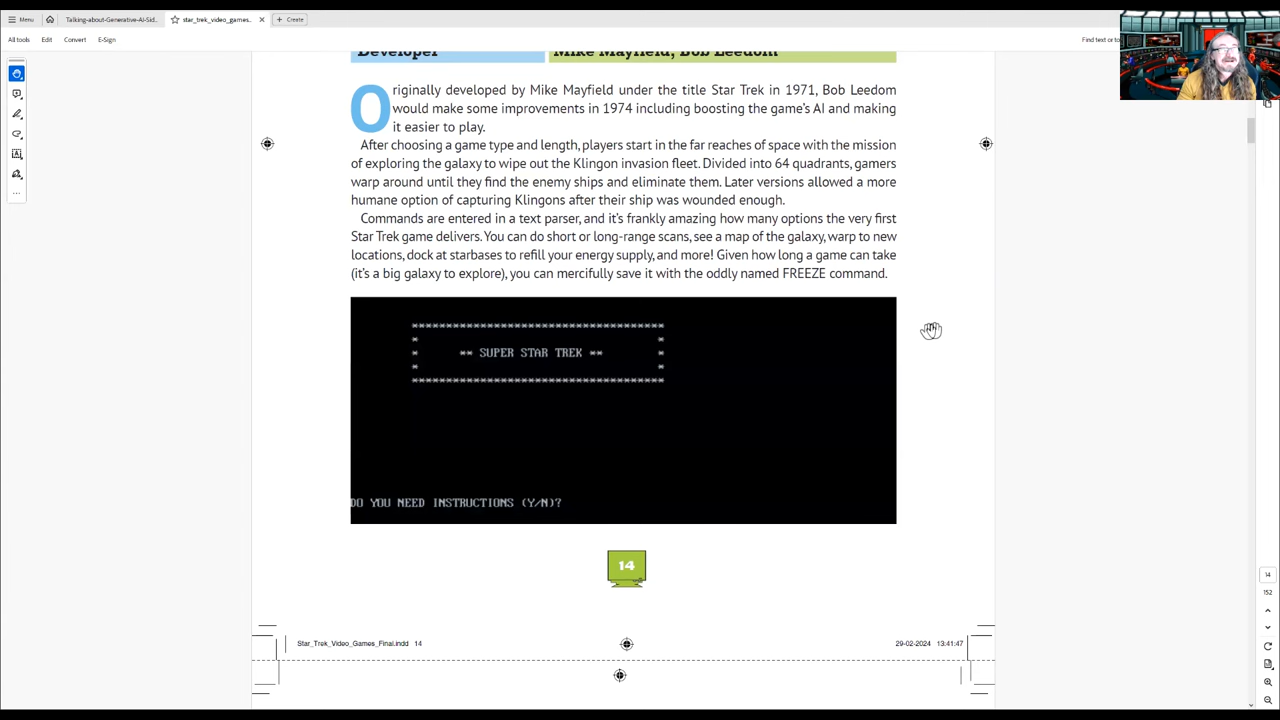 Menu
Talking-about-Generative-AI-Sid..
star_trek_video_games..
Create
All tools Edit Convert E-Sign
Find text or to
Developer Mike Mayfield, Bob Leedom
Originally developed by Mike Mayfield under the title Star Trek in 1971, Bob Leedom
would make some improvements in 1974 including boosting the game's AI and making
it easier to play.
After choosing a game type and length, players start in the far reaches of space with the mission
of exploring the galaxy to wipe out the Klingon invasion fleet. Divided into 64 quadrants, gamers
warp around until they find the enemy ships and eliminate them. Later versions allowed a more
humane option of capturing Klingons after their ship was wounded enough.
Commands are entered in a text parser, and it's frankly amazing how many options the very first
Star Trek game delivers. You can do short or long-range scans, see a map of the galaxy, warp to new
locations, dock at starbases to refill your energy supply, and more! Given how long a game can take
(it's a big galaxy to explore), you can mercifully save it with the oddly named FREEZE command.
** SUPER STAR TREK **
DO YOU NEED INSTRUCTIONS (Y/N)?
14
14
152
Star_Trek_Video_Games_Final.indd 14
29-02-2024 13:41:47